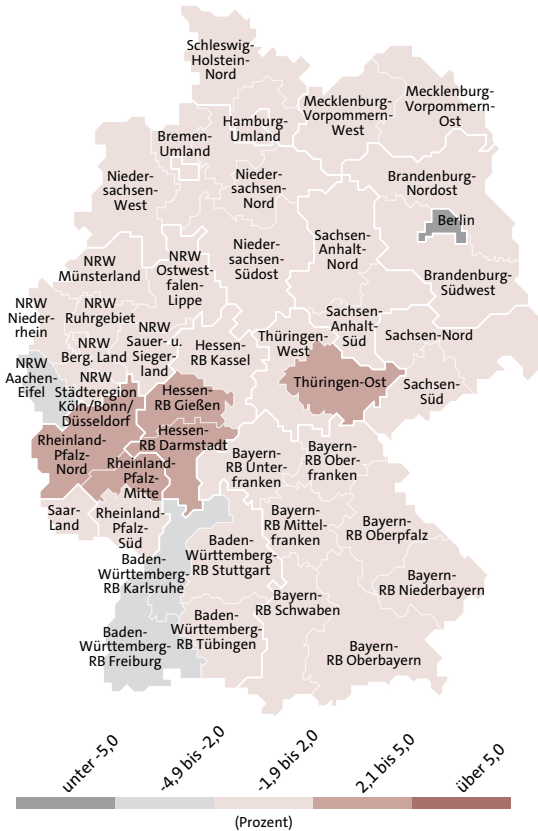 Schleswig-
Holstein-
Nord
Mecklenburg-
Vorpommern-
Ost
Mecklenburg-
Vorpommern-
West
Hamburg-
Umland
Bremen-
Umland
Nieder-
sachsen-
West
Nieder-
sachsen-
Nord
Brandenburg-
Nordost
Berlin
Nieder-
sachsen-
Südost
Sachsen-
Anhalt-
Nord
Brandenburg-
Südwest
NRW
Münsterland
NRW
Ostwest-
falen-
Lippe
NRW
Nieder-
rhein
NRW
Ruhrgebiet
NRW
Sauer- u.
Sieger-
land
NRW
Berg. Land
Hessen-
RB Kassel
Thüringen-
West
Sachsen-
Anhalt-
Süd
Sachsen-Nord
NRW
Aachen-
Eifel
NRW
Städteregion
Köln/Bonn/
Düsseldorf
Hessen-
RB Gießen
Thüringen-Ost
Sachsen-
Süd
Rheinland-
Pfalz-
Nord
Hessen-
RB Darmstadt
Rheinland-
Pfalz-
Mitte
Bayern-
RB Unter-
franken
Bayern-
RB Ober-
franken
Saar-
Land
Rheinland-
Pfalz-
Süd
Bayern-
RB Mittel-
franken
Bayern-
RB Oberpfalz
Baden-
Württemberg-
RB Stuttgart
Baden-
Württemberg-
RB Karlsruhe
Bayern-
RB Niederbayern
Bayern-
RB Schwaben
Baden-
Württemberg-
RB Tübingen
Baden-
Württemberg-
RB Freiburg
Bayern-
RB Oberbayern
unter -5,0
-4,9 bis -2,0
-1,9 bis 2,0
2,1 bis 5,0
über 5,0
(Prozent)